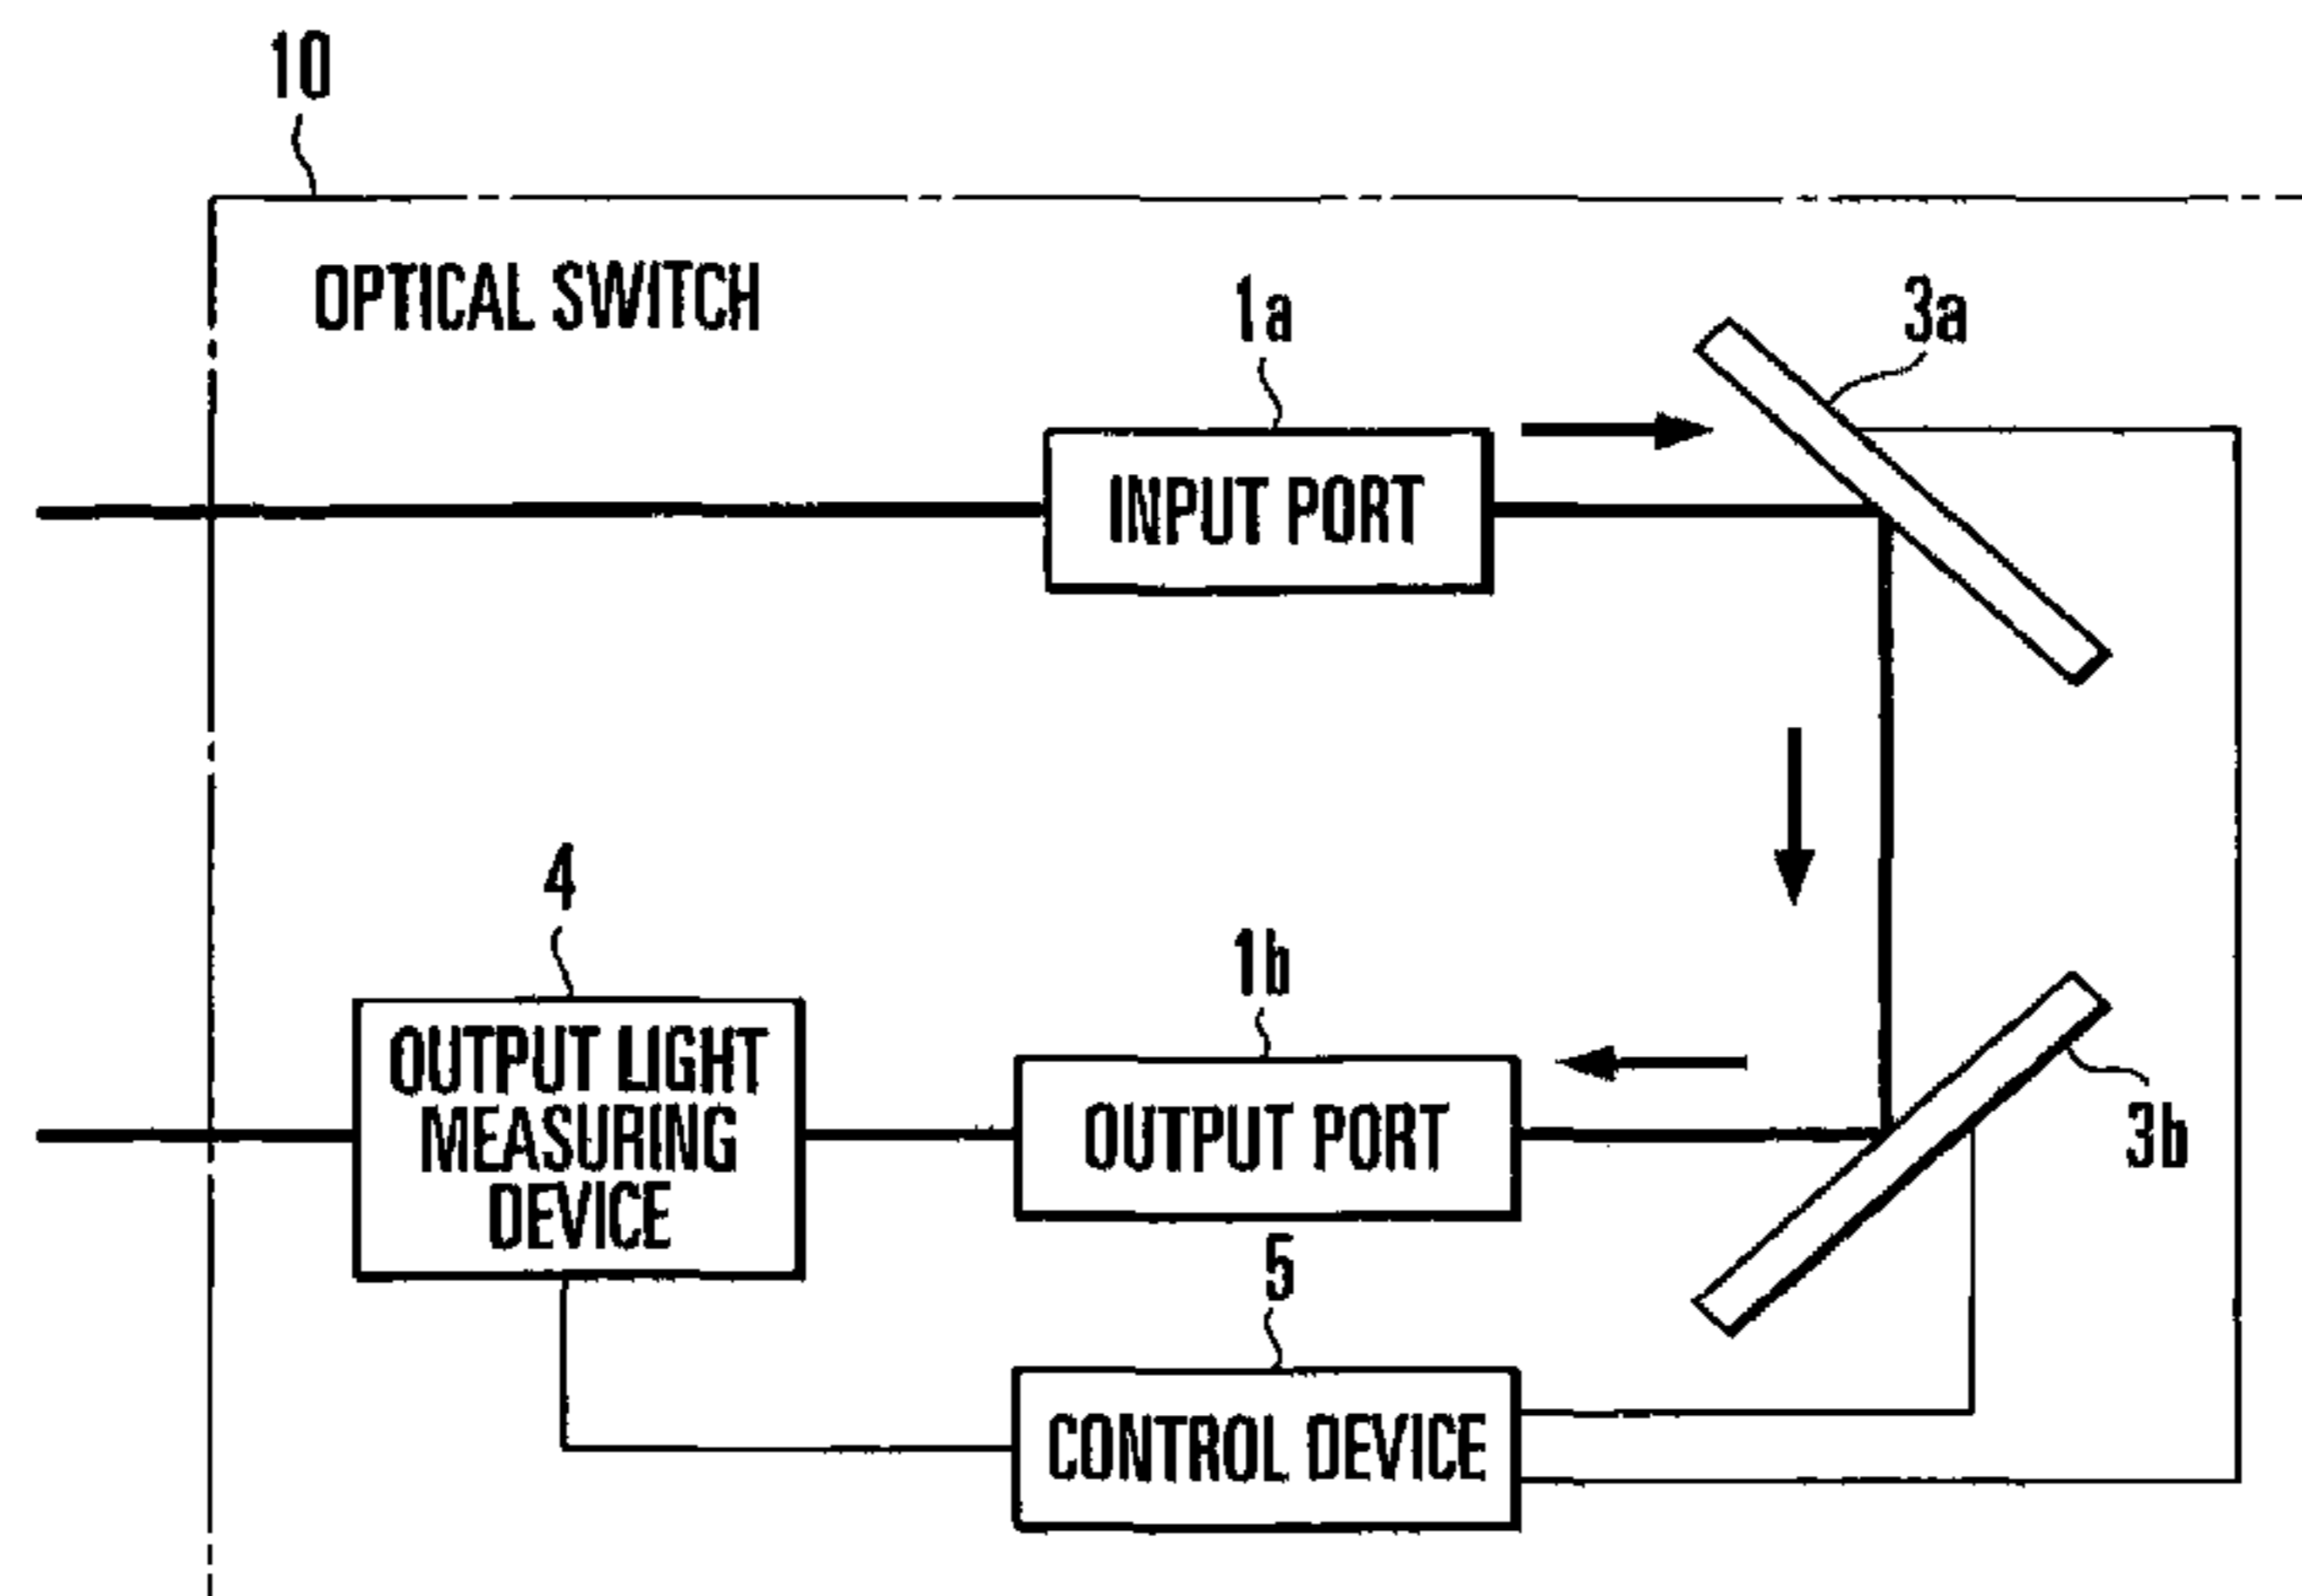 10
OPTICAL SWITCH
1a
3a
INPUT PORT
4
1b
OUTPUT LIGHT
MEASURING
DEVICE
OUTPUT PORT
3b
5
CONTROL DEVICE